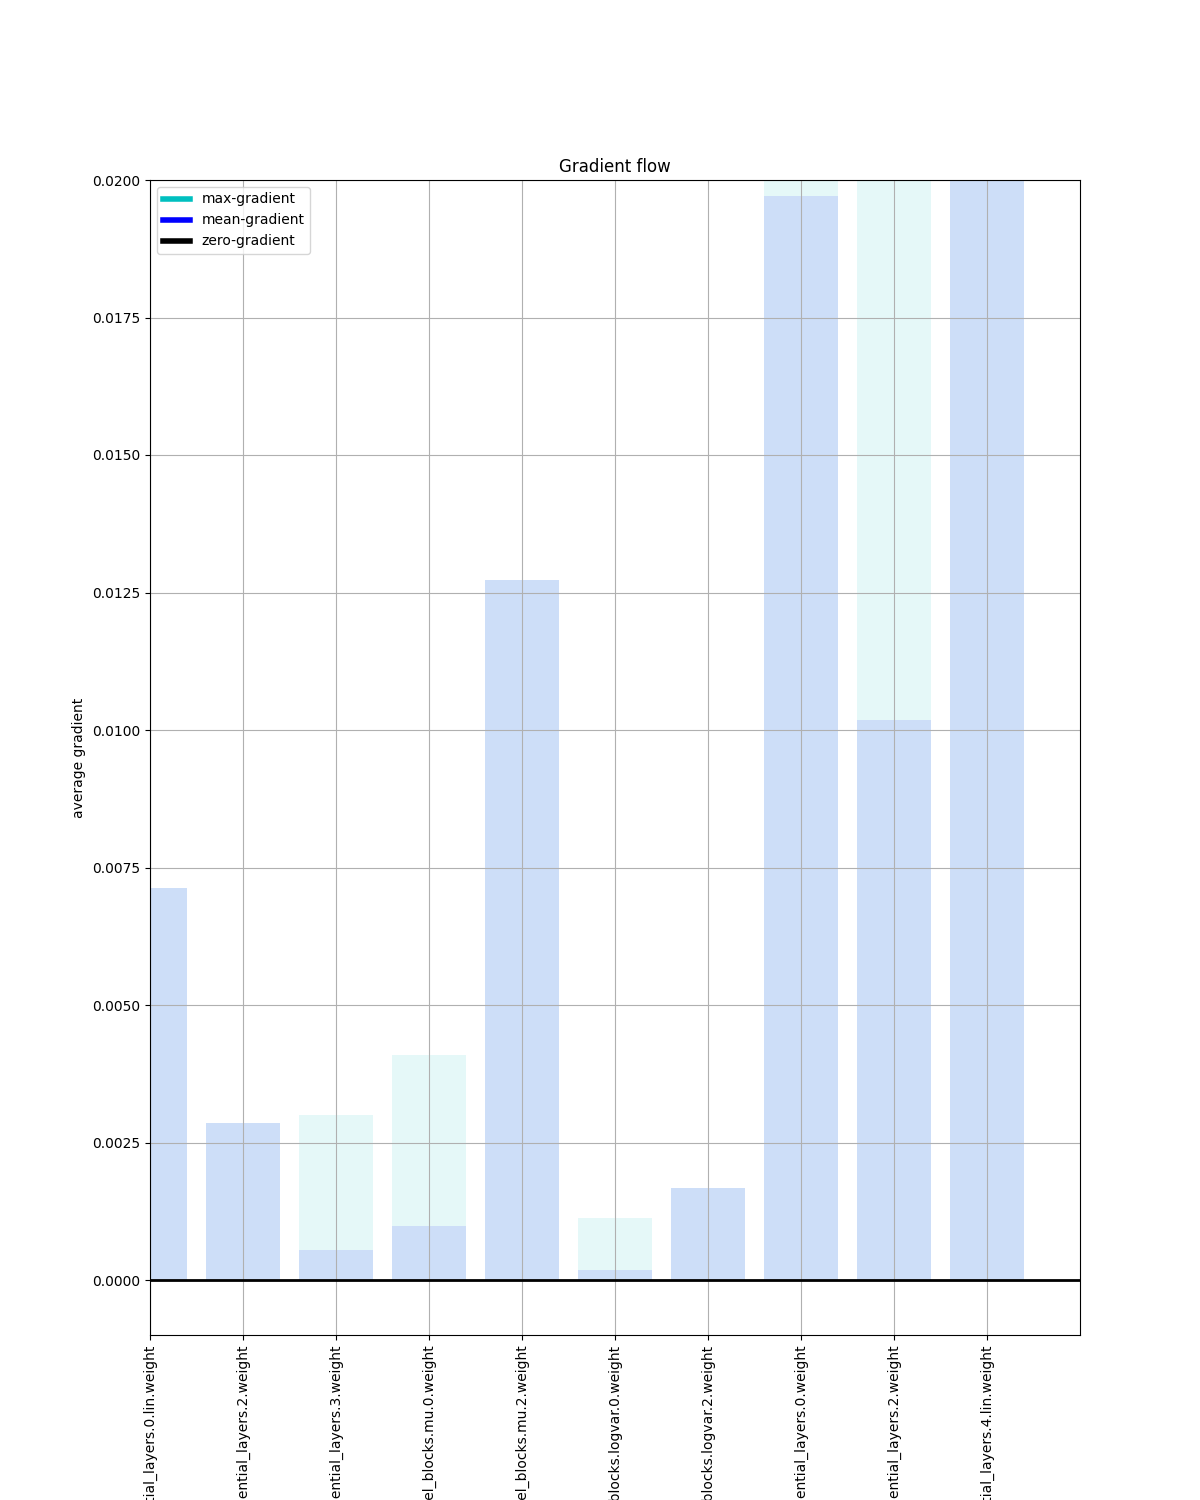 Gradient flow
max-gradient
mean-gradient
zero-gradient
0.0200
0.0175
0.0150
0.0125
0.0100
0.0075
0.0050
0.0025
0.0000
average gradient
tial_layers.0.lin.weight
ential_layers.2.weight
ential_layers.3.weight
el_blocks.mu.0.weight
el_blocks.mu.2.weight
blocks.logvar.0.weight
blocks.logvar.2.weight
ential_layers.0.weight
ential_layers.2.weight
tial_layers.4.lin.weight